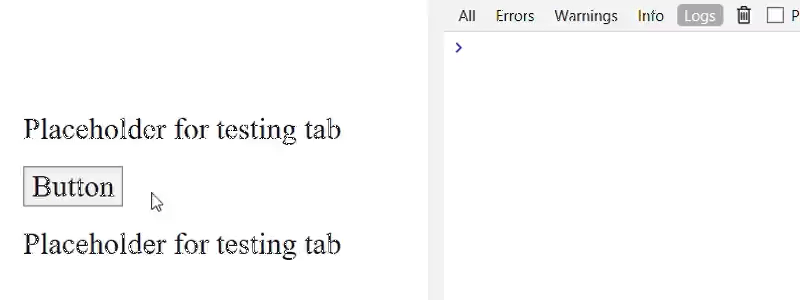 All Errors Warnings Info Logs P
Placeholder for testing tab
Button
Placeholder for testing tab